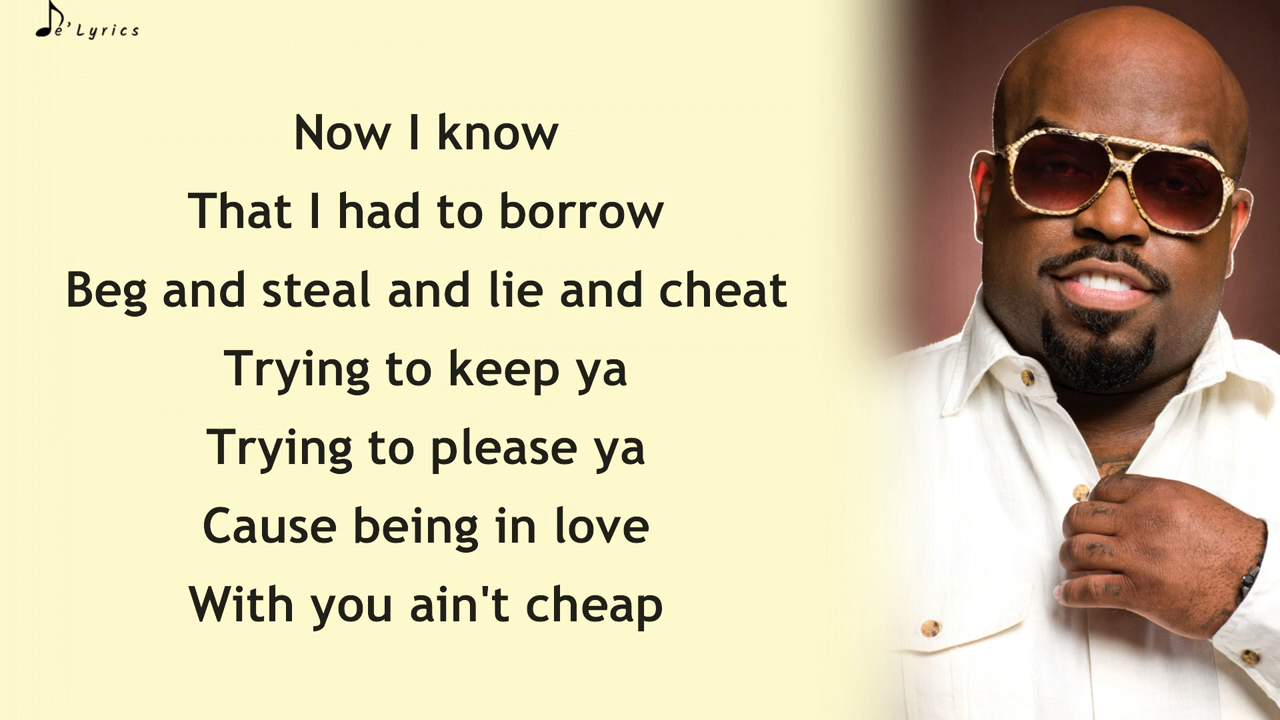 e' Lyrics
Now I know
That I had to borrow
Beg and steal and lie and cheat
Trying to keep ya
Trying to please ya
Cause being in love
With you ain't cheap